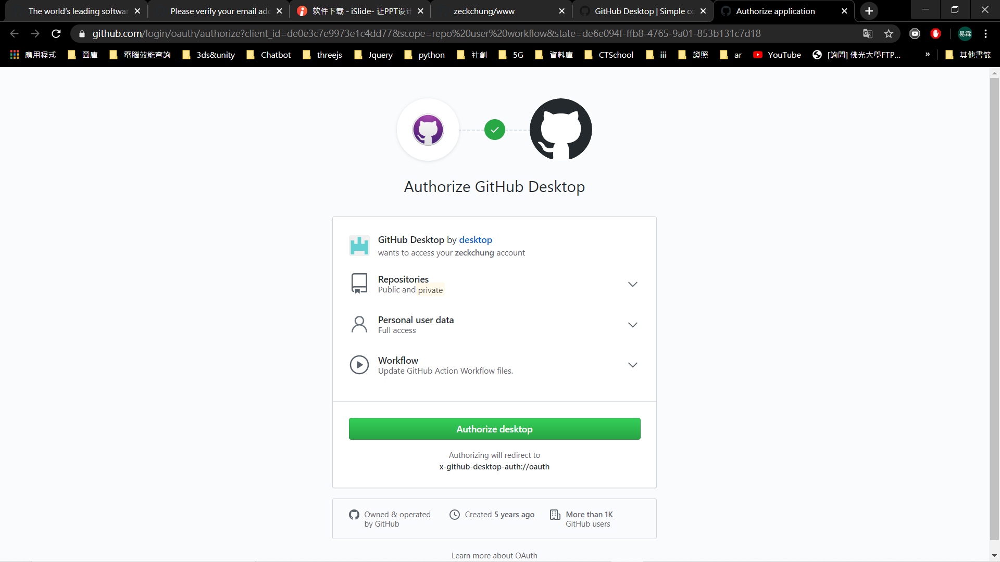 The world's leading softwar
Please verify your email add
软件下载 - iSlide- 让PPT设计
zeckchung/www
GitHub Desktop | Simple co
Authorize application
github.com/login/oauth/authorize?client_id=de0e3c7e9973e1c4dd77&scope=repo%20user%20workflow&state=de6e094f-ffb8-4765-9a01-853b131c7d18
易霖
應用程式
圖庫
電腦效能查詢
3ds&unity
Chatbot
threejs
Jquery
python
社創
5G
資料庫
CTSchool
iii
證照
ar
YouTube
[詢問] 佛光大學FTP...
»
其他書籤
Authorize GitHub Desktop
GitHub Desktop by desktop
wants to access your zeckchung account
Repositories
Public and private
Personal user data
Full access
Workflow
Update GitHub Action Workflow files.
Authorize desktop
Authorizing will redirect to
x-github-desktop-auth://oauth
Owned & operated
by GitHub
Created 5 years ago
More than 1K
GitHub users
Learn more about OAuth